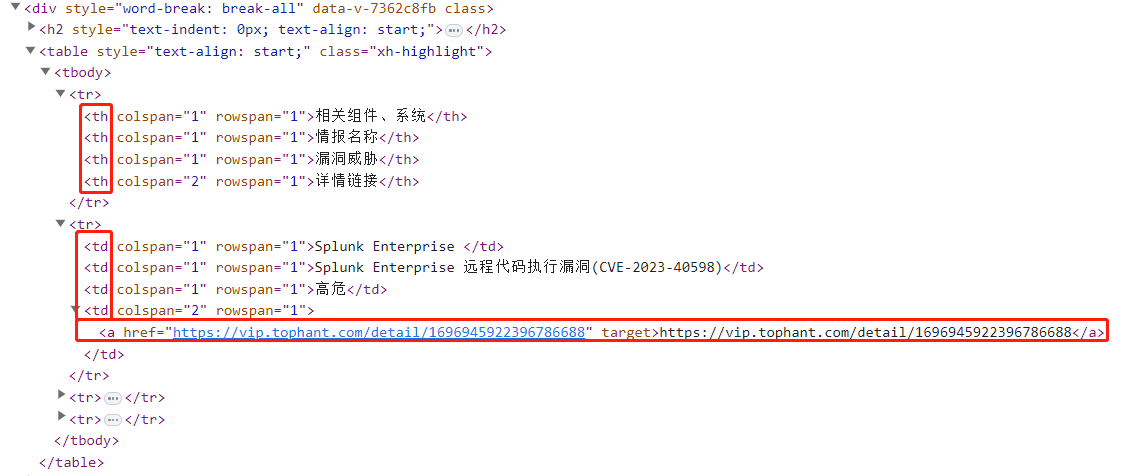 <div style="word-break: break-all" data-v-7362c8fb class>
<h2 style="text-indent: 0px; text-align: start;">…</h2>
<table style="text-align: start;" class="xh-highlight">
<tbody>
<tr>
<th colspan="1" rowspan="1">相关组件、系统</th>
<th colspan="1" rowspan="1">情报名称</th>
<th colspan="1" rowspan="1">漏洞威胁</th>
<th colspan="2" rowspan="1">详情链接</th>
</tr>
<tr>
<td colspan="1" rowspan="1">Splunk Enterprise </td>
<td colspan="1" rowspan="1">Splunk Enterprise 远程代码执行漏洞(CVE-2023-40598)</td>
<td colspan="1" rowspan="1">高危</td>
<td colspan="2" rowspan="1">
<a href="https://vip.tophant.com/detail/1696945922396786688" target>https://vip.tophant.com/detail/1696945922396786688</a>
</td>
</tr>
<tr>…</tr>
<tr>…</tr>
</tbody>
</table>